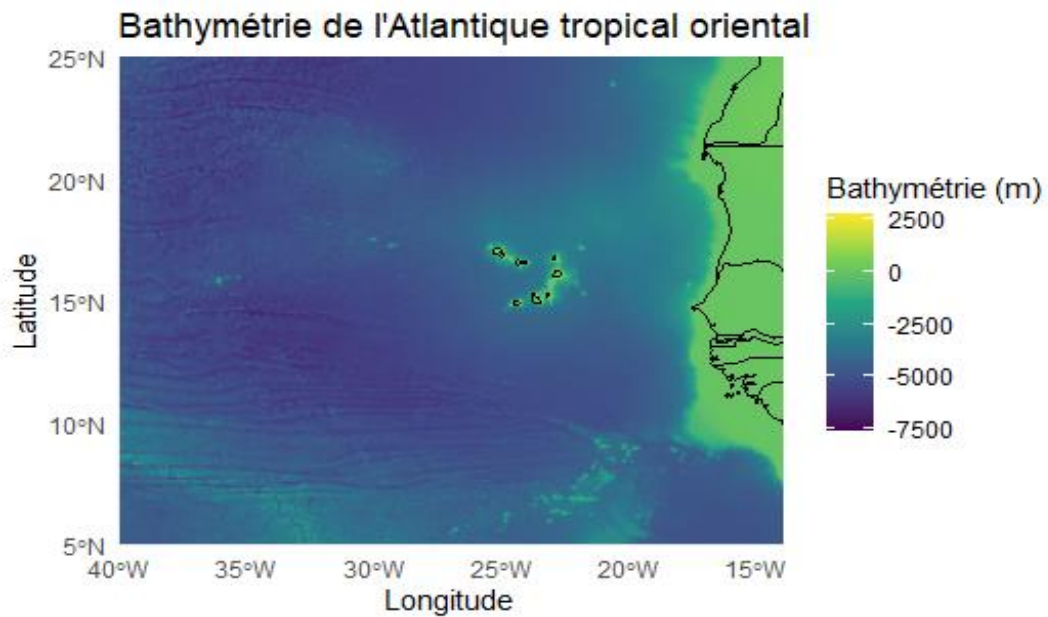 Bathymétrie de l'Atlantique tropical oriental
25°N
20°N
15°N
10°N
5°N
Latitude
40°W 35°W 30°W 25°W 20°W 15°W
Longitude
Bathymétrie (m)
2500
0
-2500
-5000
-7500